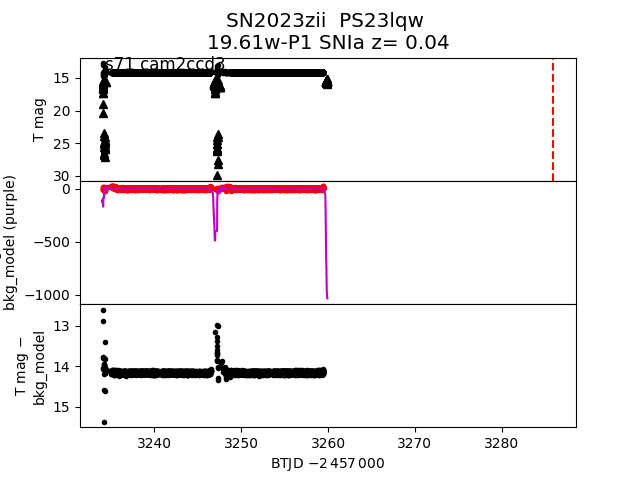 SN2023zii PS23lqw
19.61w-P1 SNIa z= 0.04
s71 cam2ccd3
15
20
25
30
T mag
0
−500
−1000
bkg_model (purple)
13
14
15
T mag −
bkg_model
3240 3250 3260 3270 3280
BTJD −2 457 000